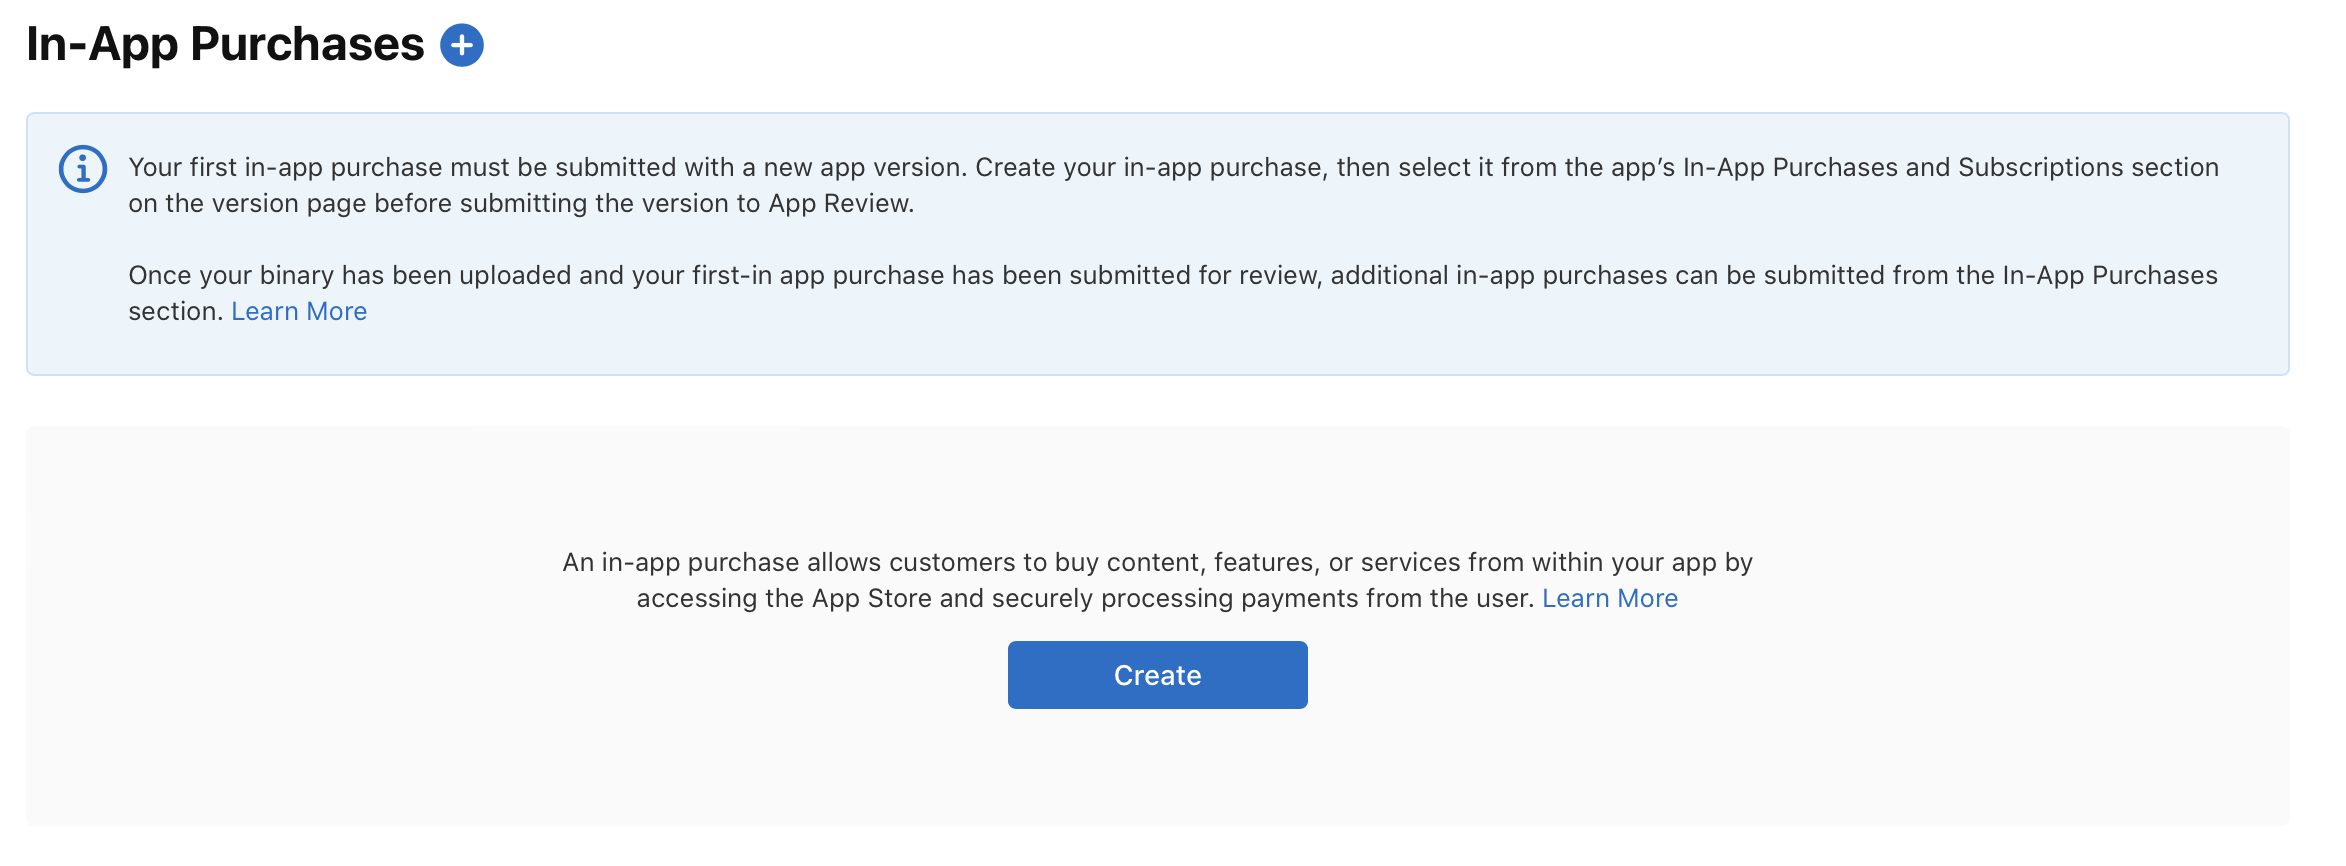 In-App Purchases
Your first in-app purchase must be submitted with a new app version. Create your in-app purchase, then select it from the app’s In-App Purchases and Subscriptions section
on the version page before submitting the version to App Review.
Once your binary has been uploaded and your first-in app purchase has been submitted for review, additional in-app purchases can be submitted from the In-App Purchases
section. Learn More
An in-app purchase allows customers to buy content, features, or services from within your app by
accessing the App Store and securely processing payments from the user. Learn More
Create